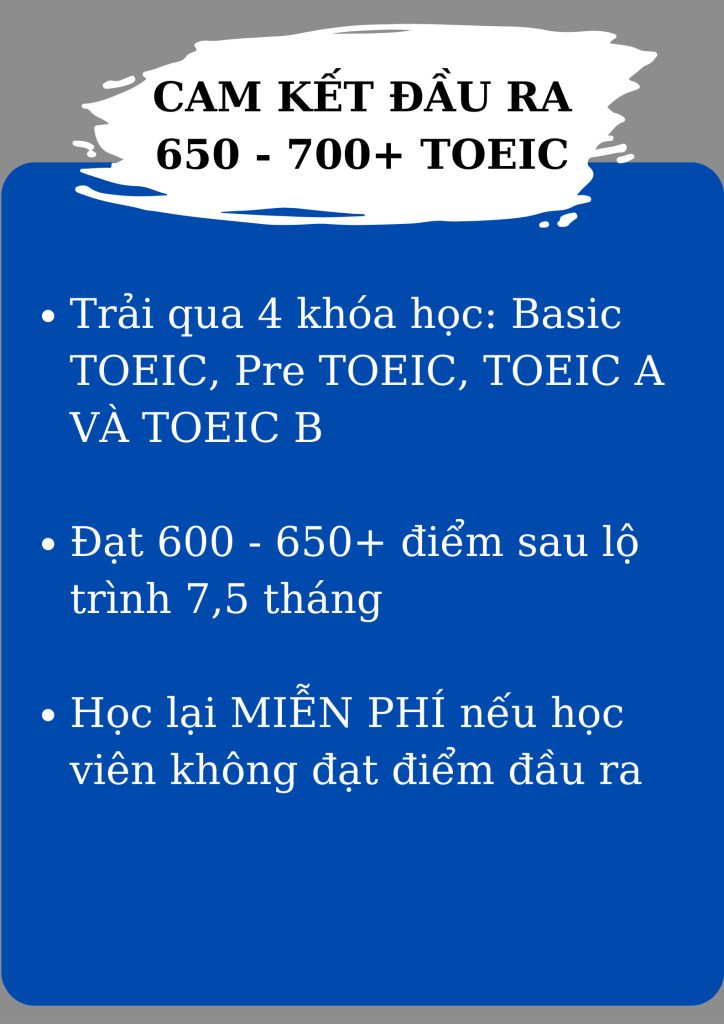 CAM KẾT ĐẦU RA
650 - 700+ TOEIC
• Trải qua 4 khóa học: Basic
TOEIC, Pre TOEIC, TOEIC A
VÀ TOEIC B
• Đạt 600 - 650+ điểm sau lộ
trình 7,5 tháng
• Học lại MIỄN PHÍ nếu học
viên không đạt điểm đầu ra